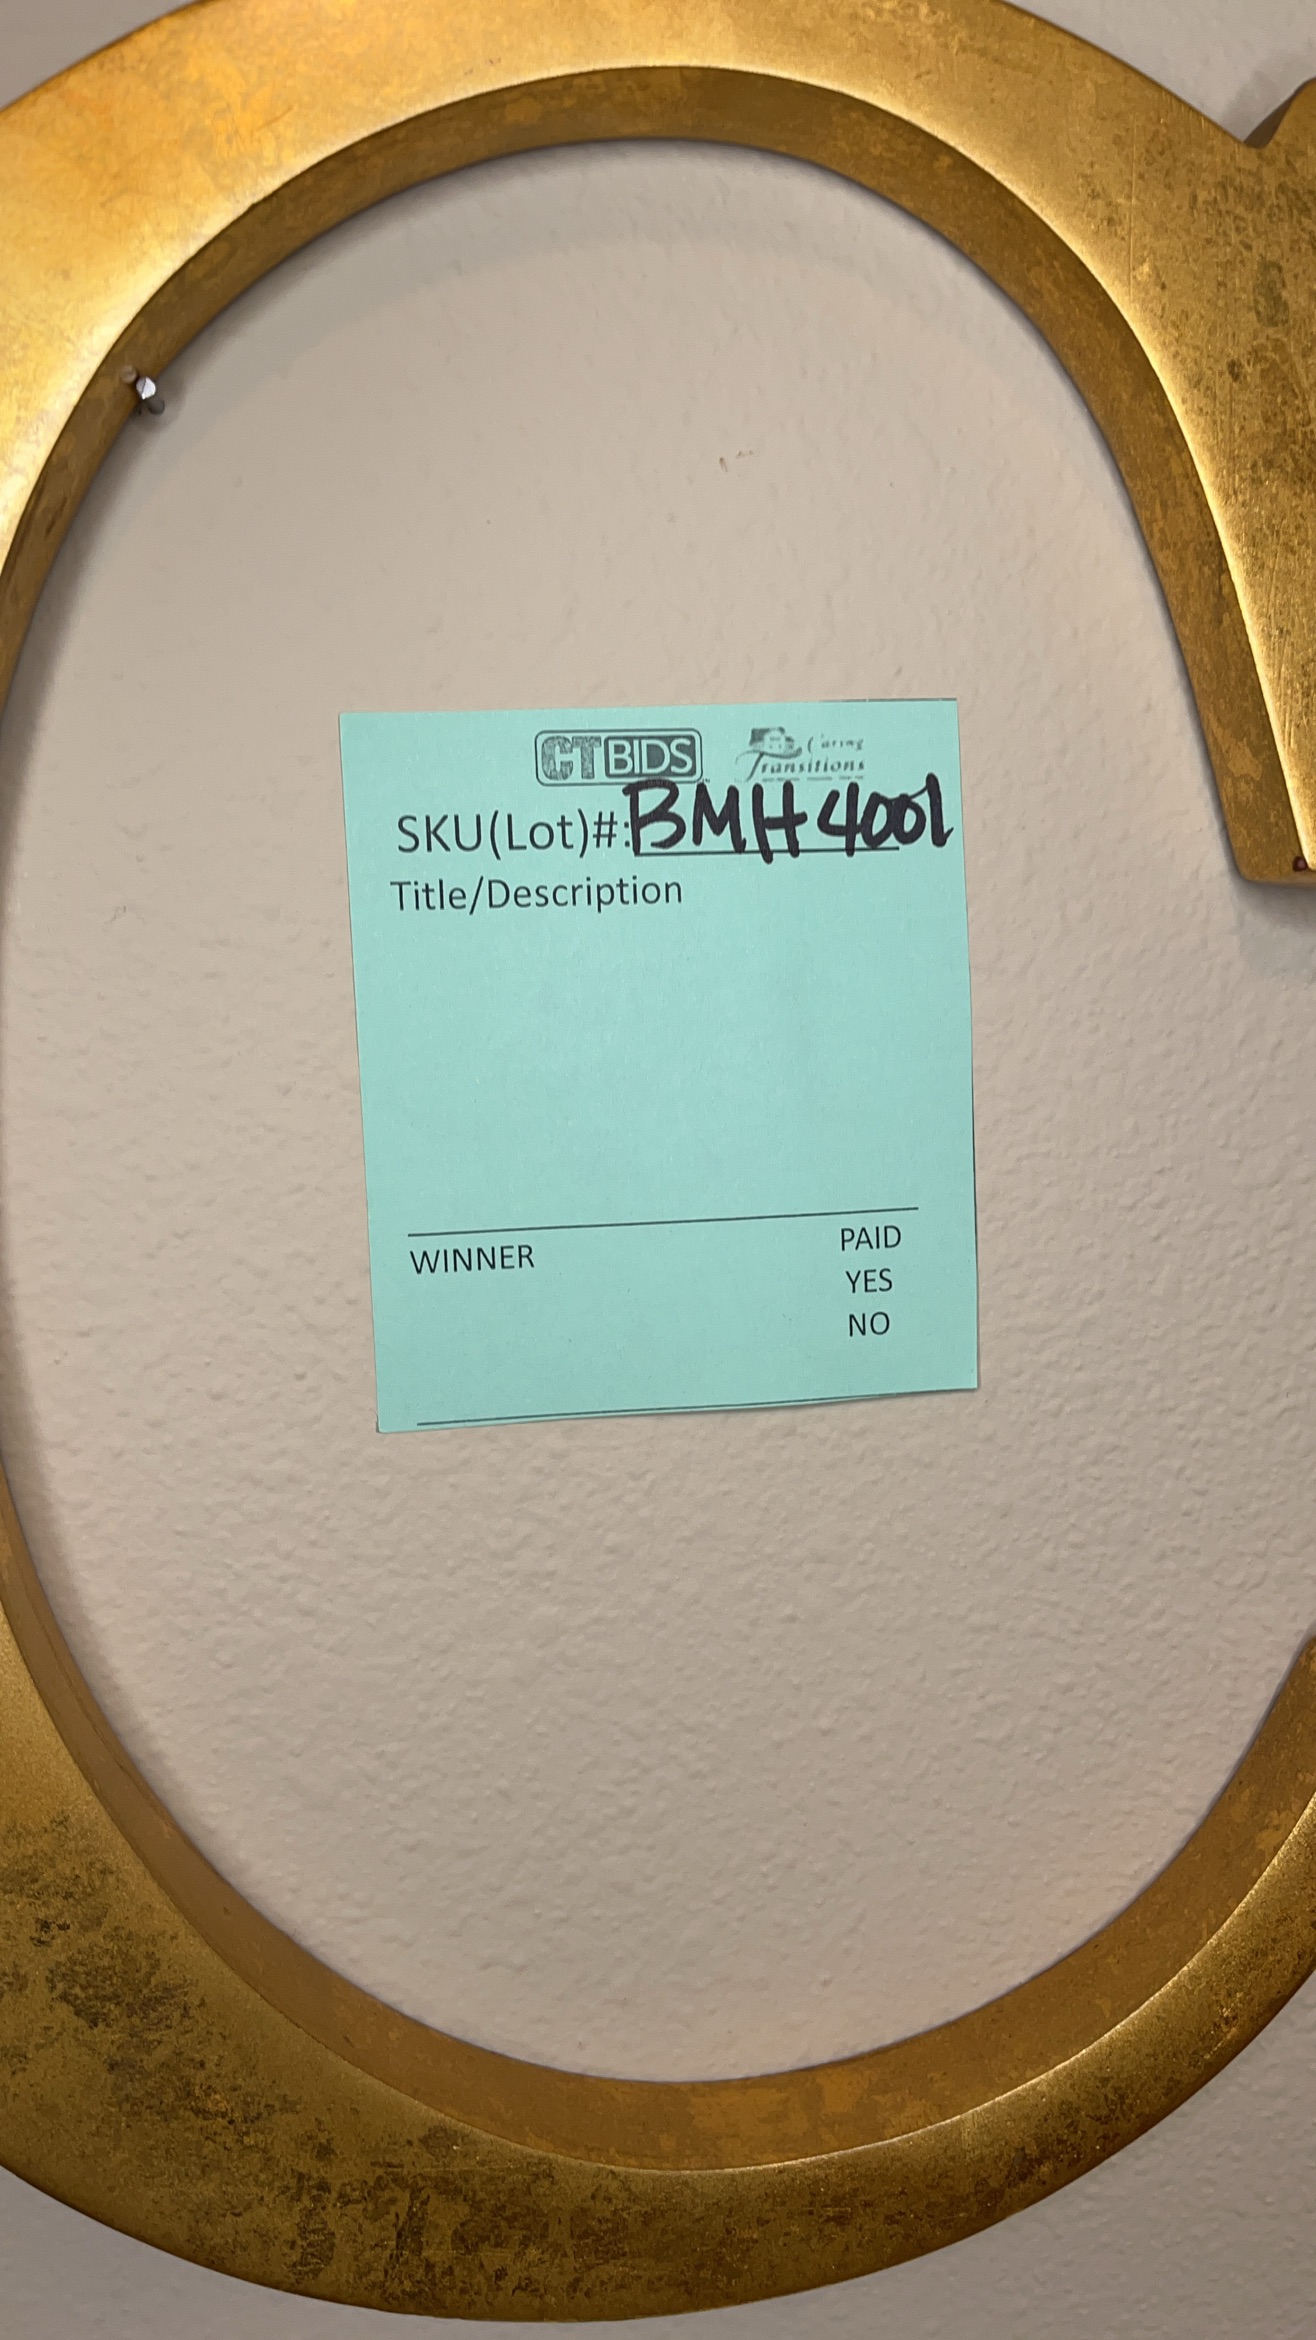 CTBIDS Caring Transitions
SKU(Lot)#: BMH4001
Title/Description
WINNER PAID
YES
NO